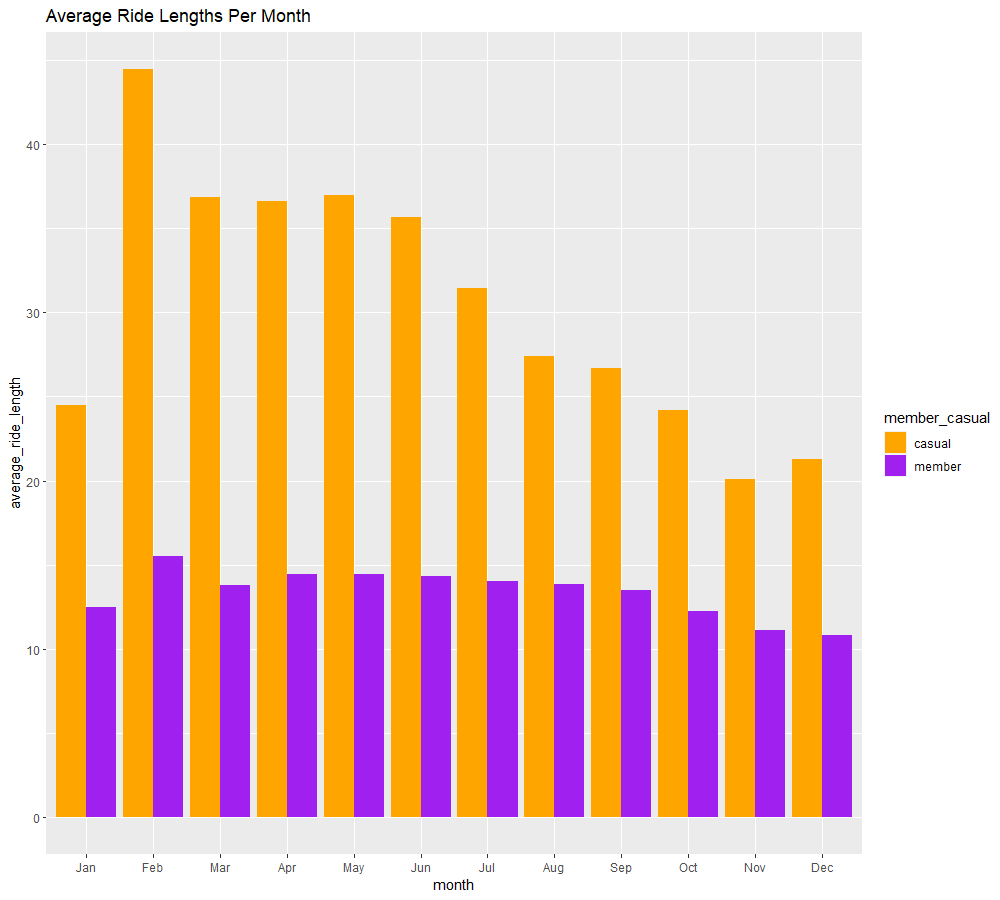 Average Ride Lengths Per Month
average_ride_length
40
30
20
10
0
Jan Feb Mar Apr May Jun Jul Aug Sep Oct Nov Dec
month
member_casual
casual
member